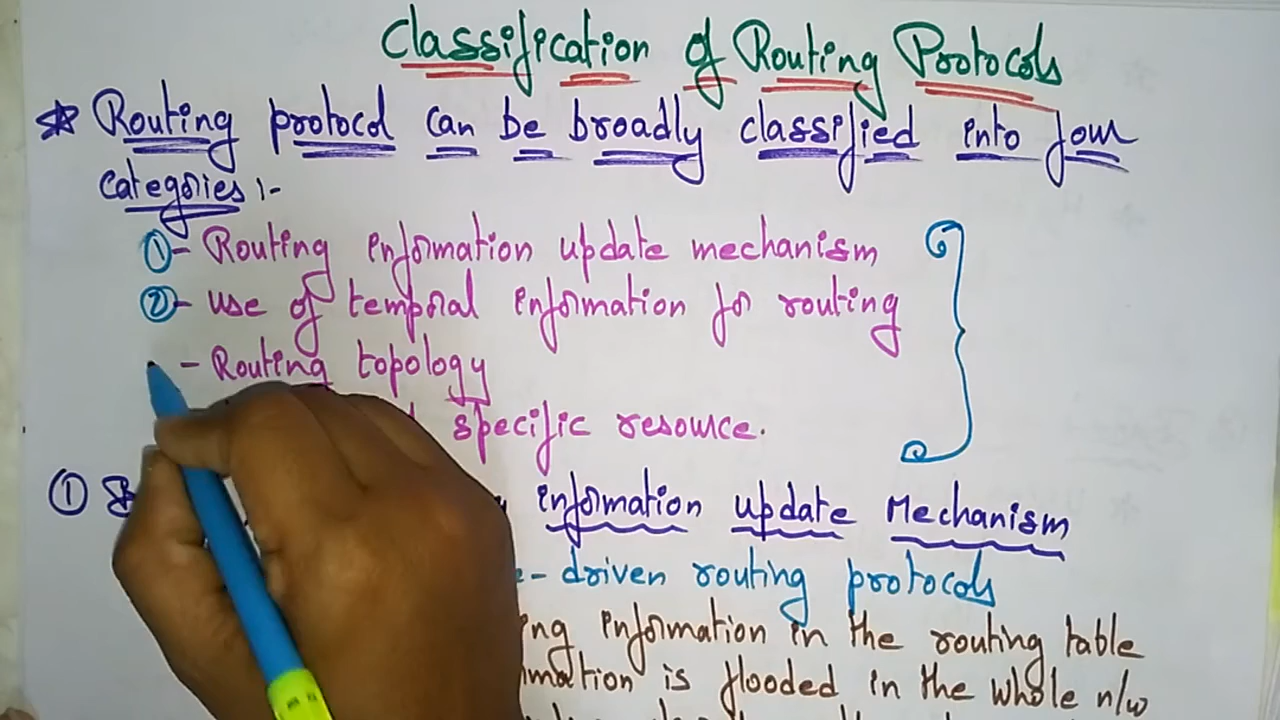 Classification of Routing Protocols
Routing protocol can be broadly classified into four
categories :-
① - Routing information update mechanism
② - use of temporal information for routing
- Routing topology
specific resource.
① information update Mechanism
- driven routing protocols
information in the routing table
is flooded in the whole n/w